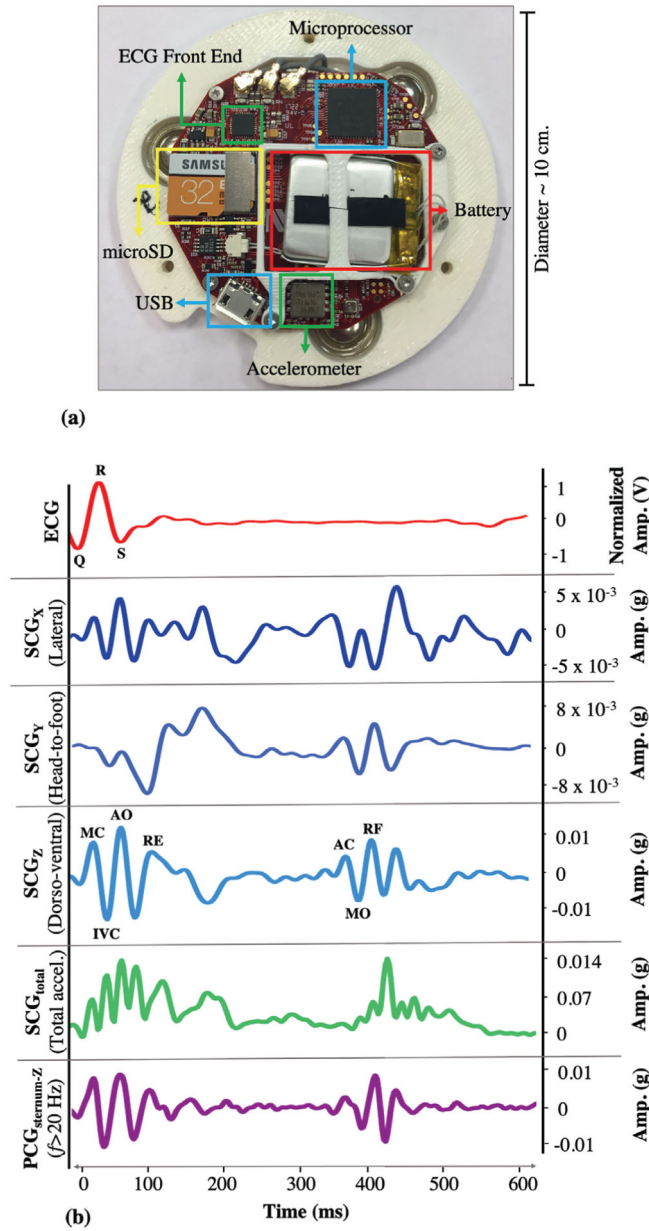 Microprocessor
ECG Front End
SAMSU
32
Battery
microSD
USB
Accelerometer
Diameter ~ 10 cm.
(a)
ECG
R
Q
S
1
0
-1
Normalized
Amp. (V)
SCGX
(Lateral)
5 x 10-3
0
-5 x 10-3
Amp. (g)
SCGY
(Head-to-foot)
8 x 10-3
0
-8 x 10-3
Amp. (g)
SCGZ
(Dorso-ventral)
MC
AO
RE
IVC
AC
RF
MO
0.01
0
-0.01
Amp. (g)
SCGtotal
(Total accel.)
0.014
0.07
0
Amp. (g)
PCGsternum-Z
(f>20 Hz)
0.01
0
-0.01
Amp. (g)
0 100 200 300 400 500 600
Time (ms)
(b)